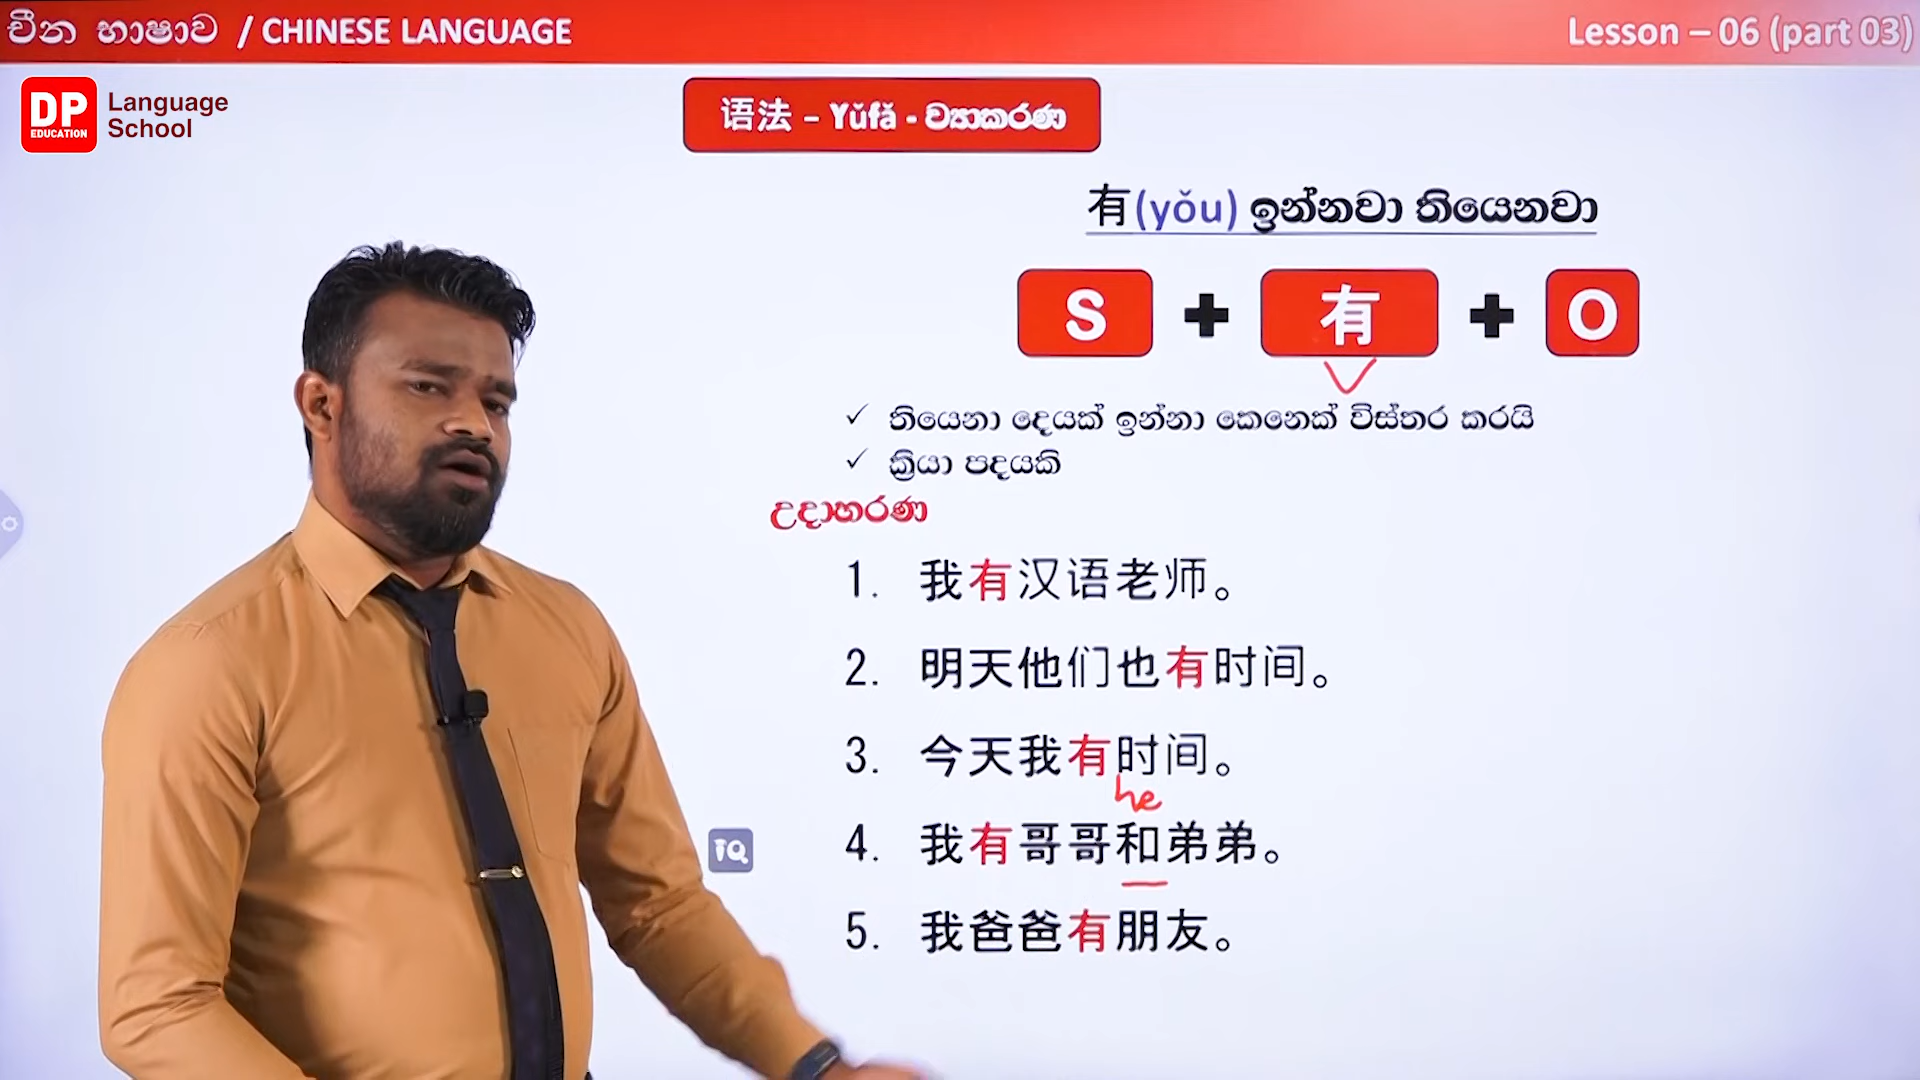 චීන භාෂාව / CHINESE LANGUAGE
Lesson – 06 (part 03)
DP
EDUCATION
Language
School
语法 – Yǔfǎ - ව්‍යාකරණ
有(yǒu) ඉන්නවා තියෙනවා
S + 有 + O
✓ තියෙනා දෙයක් ඉන්නා කෙනෙක් විස්තර කරයි
✓ ක්‍රියා පදයකි
උදාහරණ
1. 我有汉语老师。
2. 明天他们也有时间。
3. 今天我有时间。
he
4. 我有哥哥和弟弟。
5. 我爸爸有朋友。